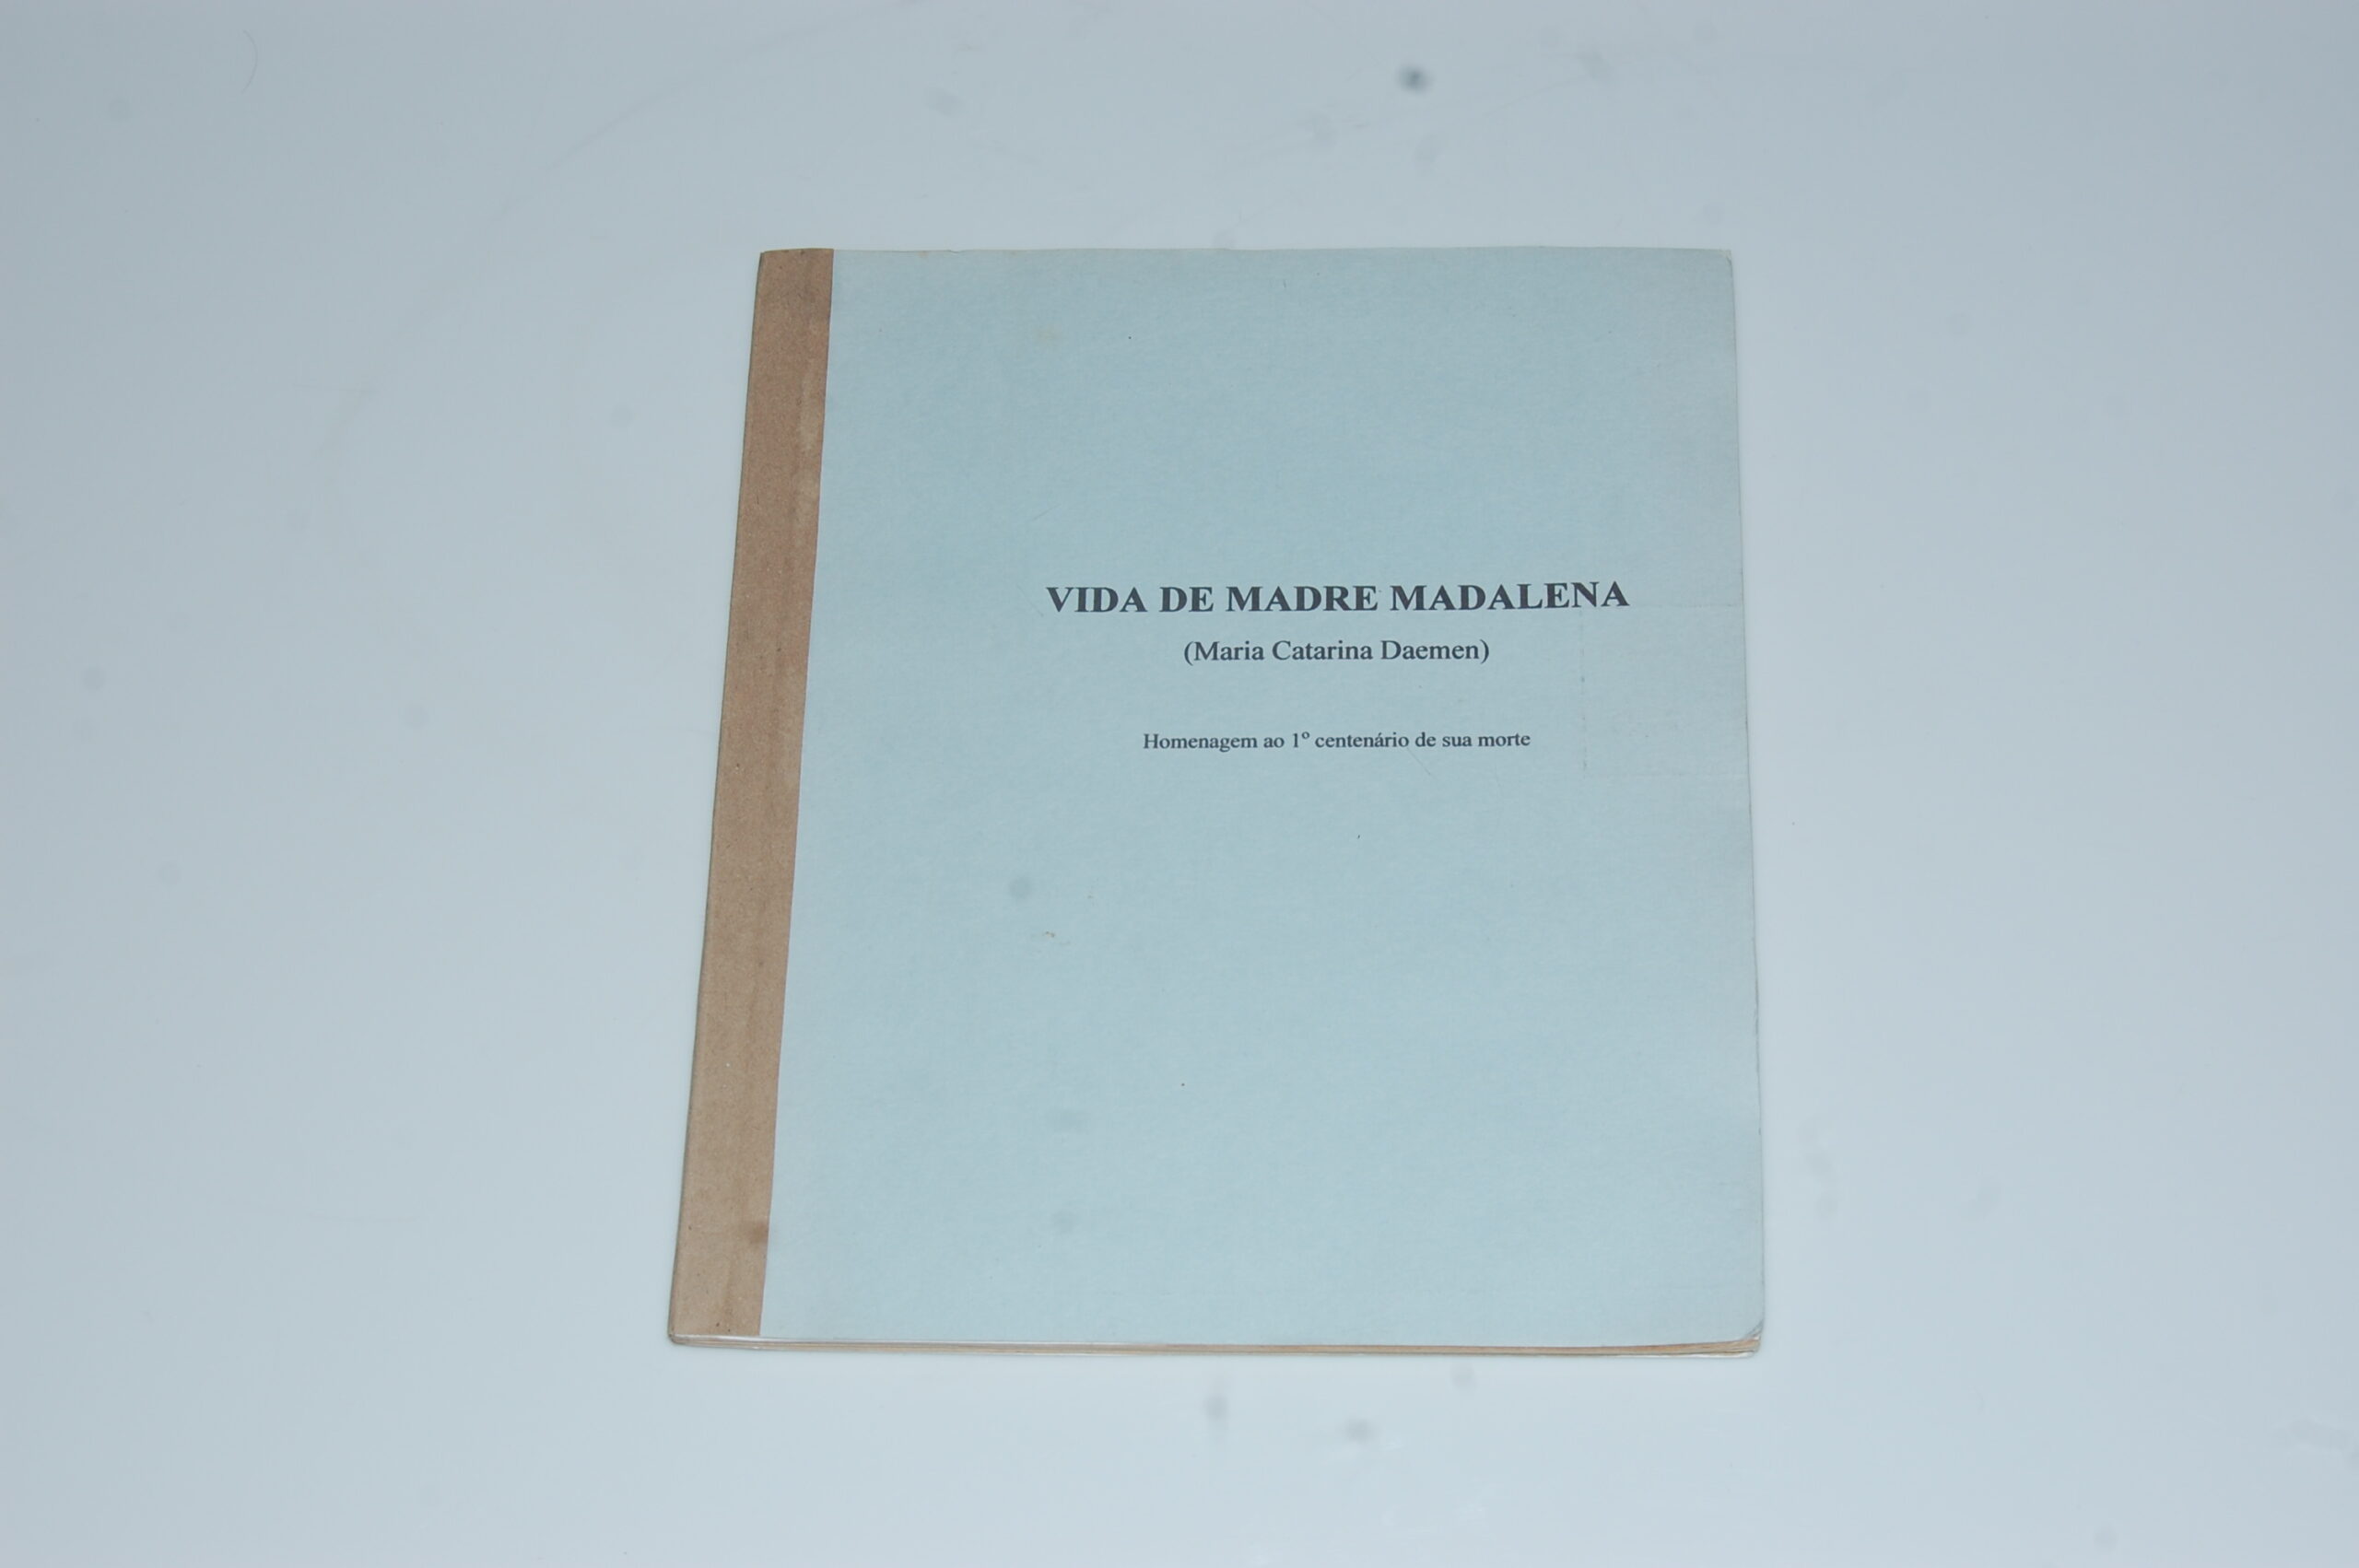 VIDA DE MADRE MADALENA
(Maria Catarina Daemen)
Homenagem ao 1º centenário de sua morte